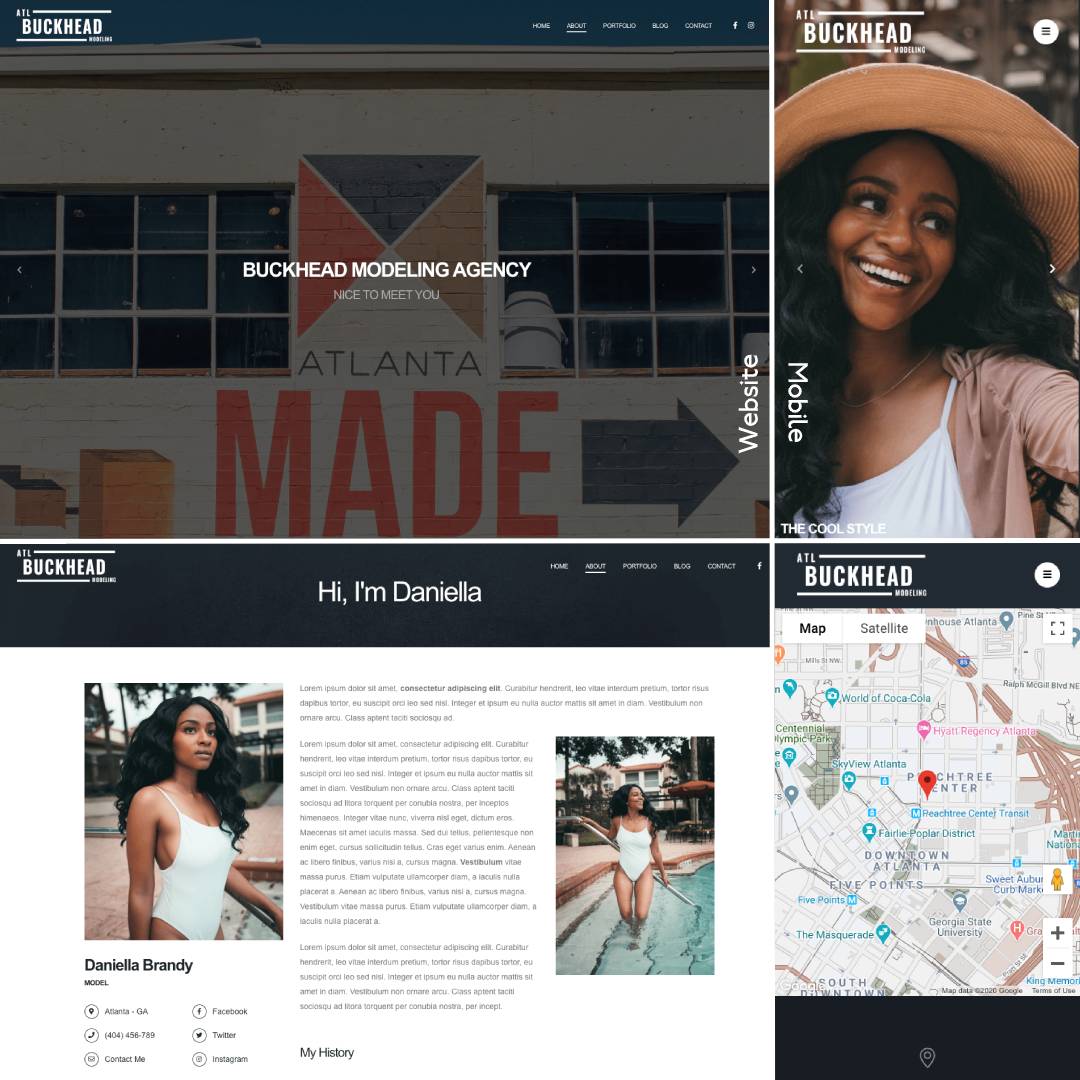 ATL
BUCKHEAD
MODELING
HOME ABOUT PORTFOLIO BLOG CONTACT
BUCKHEAD MODELING AGENCY
NICE TO MEET YOU
ATLANTA
MADE
Website
ATL
BUCKHEAD
MODELING
Mobile
THE COOL STYLE
ATL
BUCKHEAD
MODELING
HOME ABOUT PORTFOLIO BLOG CONTACT
Hi, I'm Daniella
Lorem ipsum dolor sit amet, consectetur adipiscing elit. Curabitur hendrerit, leo vitae interdum pretium, tortor risus
dapibus tortor, eu suscipit orci leo sed nisl. Integer et ipsum eu nulla auctor mattis sit amet in diam. Vestibulum non
ornare arcu. Class aptent taciti sociosqu ad.
Lorem ipsum dolor sit amet, consectetur adipiscing elit. Curabitur
hendrerit, leo vitae interdum pretium, tortor risus dapibus tortor, eu
suscipit orci leo sed nisl. Integer et ipsum eu nulla auctor mattis sit
amet in diam. Vestibulum non ornare arcu. Class aptent taciti
sociosqu ad litora torquent per conubia nostra, per inceptos
himenaeos. Integer vitae nunc, viverra nisl eget, dictum eros.
Maecenas sit amet iaculis massa. Sed dui tellus, pellentesque non
enim eget, cursus sollicitudin tellus. Cras eget varius enim. Aenean
ac libero finibus, varius nisi a, cursus magna. Vestibulum vitae
massa purus. Etiam vulputate ullamcorper diam, a iaculis nulla
placerat a. Aenean ac libero finibus, varius nisi a, cursus magna.
Vestibulum vitae massa purus. Etiam vulputate ullamcorper diam, a
iaculis nulla placerat a.
Lorem ipsum dolor sit amet, consectetur adipiscing elit. Curabitur
hendrerit, leo vitae interdum pretium, tortor risus dapibus tortor, eu
suscipit orci leo sed nisl. Integer et ipsum eu nulla auctor mattis sit
amet in diam. Vestibulum non ornare arcu. Class aptent taciti
sociosqu ad litora torquent per conubia nostra, per incept.
My History
Daniella Brandy
MODEL
Atlanta - GA
Facebook
(404) 456-789
Twitter
Contact Me
Instagram
ATL
BUCKHEAD
MODELING
Map Satellite
nhouse Atlanta
Pine St
Mills St NW
85
Ralph McGill Blvd NE
World of Coca-Cola
Centennial
Olympic Park
Hyatt Regency Atlanta
SkyView Atlanta
PEACHTREE
CENTER
Peachtree Center Transit
Fairlie-Poplar District
DOWNTOWN
ATLANTA
FIVE POINTS
Five Points
Sweet Aubur
Curb Marke
Georgia State
University
The Masquerade
SOUTH
DOWNTOWN
King Memor
Google
Map data ©2020 Google Terms of Use